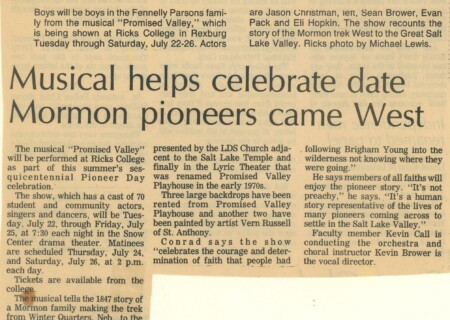 Boys will be boys in the Fennelly Parsons fami-
ly from the musical "Promised Valley," which
is being shown at Ricks College in Rexburg
Tuesday through Saturday, July 22-26. Actors
are Jason Christman, left, Sean Brower, Evan
Pack and Eli Hopkin. The show recounts the
story of the Mormon trek West to the Great Salt
Lake Valley. Ricks photo by Michael Lewis.
Musical helps celebrate date
Mormon pioneers came West
The musical "Promised Valley"
will be performed at Ricks College
as part of this summer's ses-
quicentennial Pioneer Day
celebration.
The show, which has a cast of 70
student and community actors,
singers and dancers, will be Tues-
day, July 22, through Friday, July
25, at 7:30 each night in the Snow
Center drama theater. Matinees
are scheduled Thursday, July 24,
and Saturday, July 26, at 2 p.m.
each day.
Tickets are available from the
college.
The musical tells the 1847 story of
a Mormon family making the trek
from Winter Quarters, Neb., to the
presented by the LDS Church adja-
cent to the Salt Lake Temple and
finally in the Lyric Theater that
was renamed Promised Valley
Playhouse in the early 1970s.
Three large backdrops have been
rented from Promised Valley
Playhouse and another two have
been painted by artist Vern Russell
of St. Anthony.
Conrad says the show
"celebrates the courage and deter-
mination of faith that people had
following Brigham Young into the
wilderness not knowing where they
were going."
He says members of all faiths will
enjoy the pioneer story. "It's not
preachy," he says. "It's a human
story representative of the lives of
many pioneers coming across to
settle in the Salt Lake Valley."
Faculty member Kevin Call is
conducting the orchestra and
choral instructor Kevin Brower is
the vocal director.